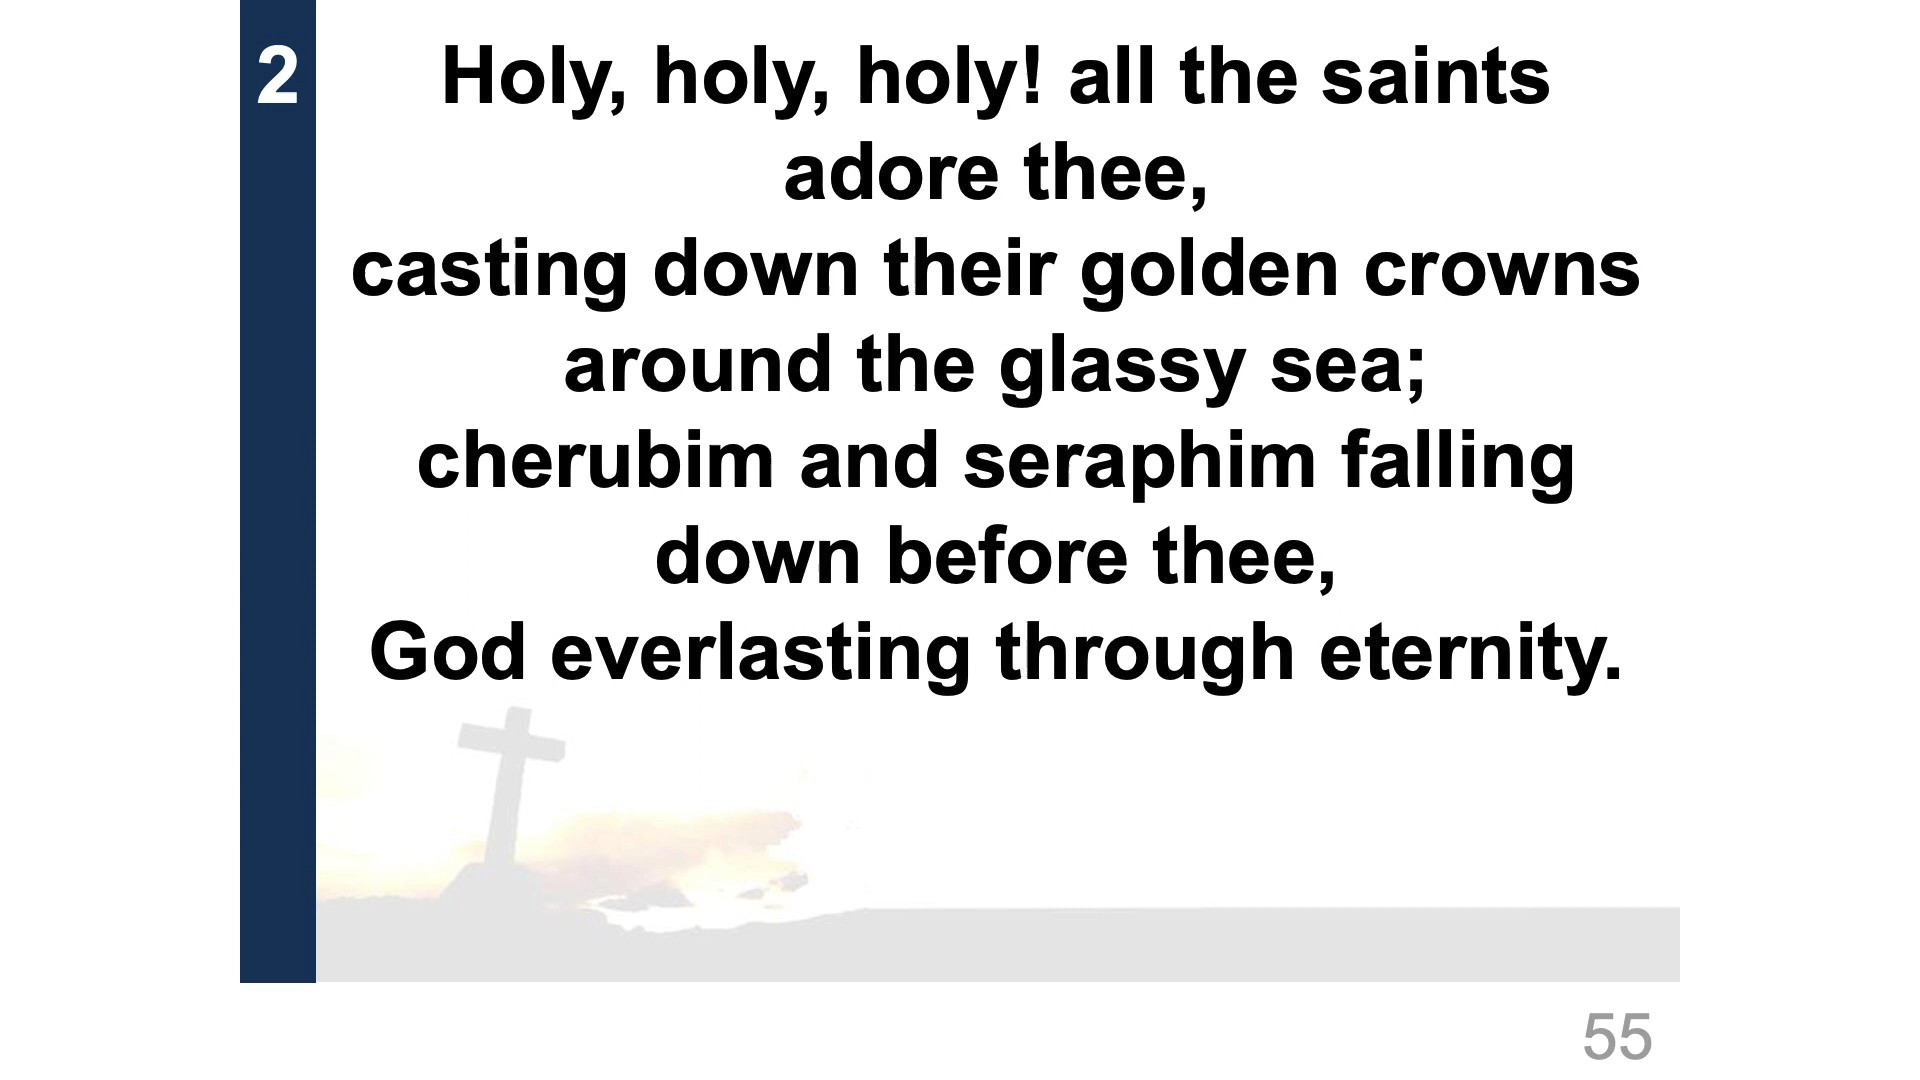 2
Holy, holy, holy! all the saints
adore thee,
casting down their golden crowns
around the glassy sea;
cherubim and seraphim falling
down before thee,
God everlasting through eternity.
55